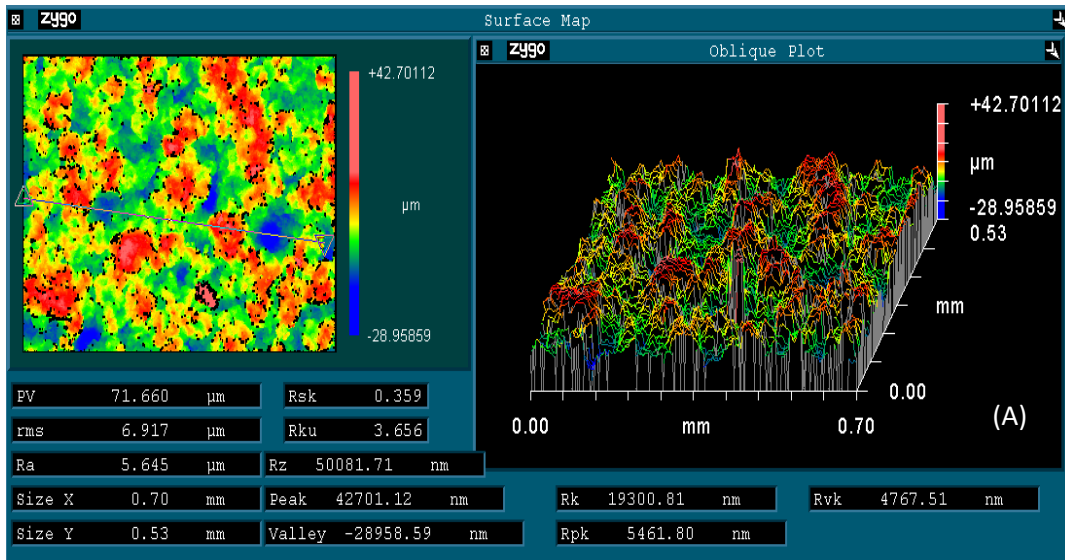 zygo Surface Map
+42.70112
µm
-28.95859
zygo Oblique Plot
+42.70112
µm
-28.95859
0.53
mm
0.00
0.00 mm 0.70
(A)
PV 71.660 µm
Rsk 0.359
rms 6.917 µm
Rku 3.656
Ra 5.645 µm
Rz 50081.71 nm
Size X 0.70 mm
Peak 42701.12 nm
Rk 19300.81 nm
Rvk 4767.51 nm
Size Y 0.53 mm
Valley -28958.59 nm
Rpk 5461.80 nm